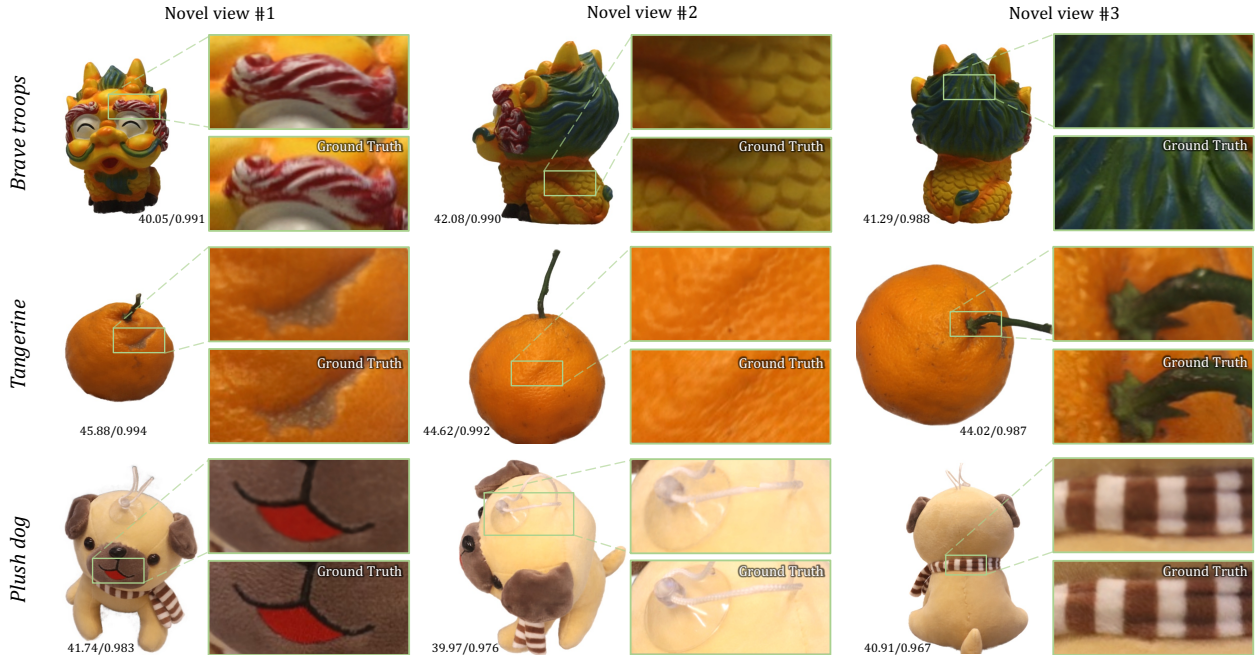 Novel view #1
Novel view #2
Novel view #3
Brave troops
Ground Truth
40.05/0.991
Ground Truth
42.08/0.990
Ground Truth
41.29/0.988
Tangerine
Ground Truth
45.88/0.994
Ground Truth
44.62/0.992
Ground Truth
44.02/0.987
Plush dog
Ground Truth
41.74/0.983
Ground Truth
39.97/0.976
Ground Truth
40.91/0.967